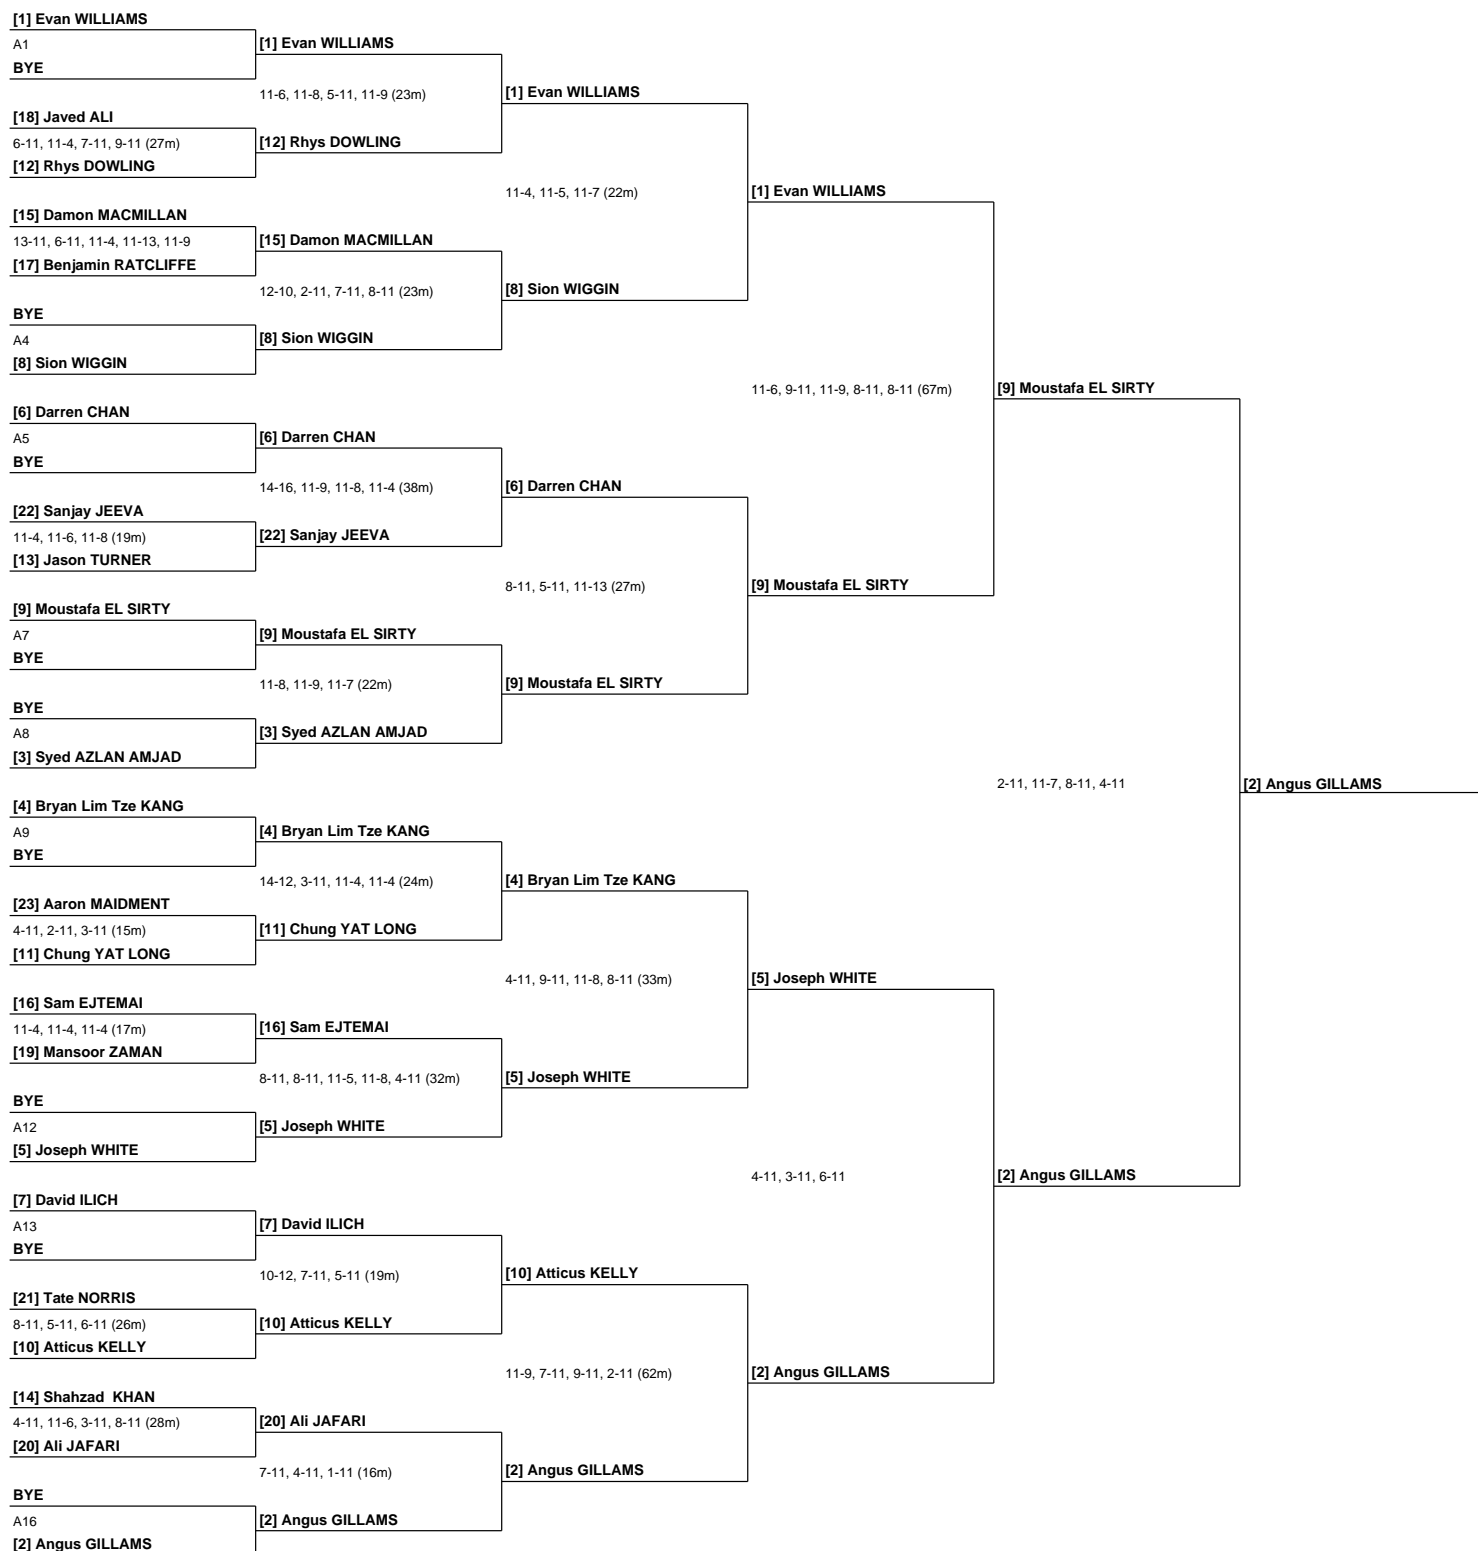 [1] Evan WILLIAMS
A1
BYE
[18] Javed ALI
6-11, 11-4, 7-11, 9-11 (27m)
[12] Rhys DOWLING
[15] Damon MACMILLAN
13-11, 6-11, 11-4, 11-13, 11-9
[17] Benjamin RATCLIFFE
BYE
A4
[8] Sion WIGGIN
[6] Darren CHAN
A5
BYE
[22] Sanjay JEEVA
11-4, 11-6, 11-8 (19m)
[13] Jason TURNER
[9] Moustafa EL SIRTY
A7
BYE
BYE
A8
[3] Syed AZLAN AMJAD
[4] Bryan Lim Tze KANG
A9
BYE
[23] Aaron MAIDMENT
4-11, 2-11, 3-11 (15m)
[11] Chung YAT LONG
[16] Sam EJTEMAI
11-4, 11-4, 11-4 (17m)
[19] Mansoor ZAMAN
BYE
A12
[5] Joseph WHITE
[7] David ILICH
A13
BYE
[21] Tate NORRIS
8-11, 5-11, 6-11 (26m)
[10] Atticus KELLY
[14] Shahzad KHAN
4-11, 11-6, 3-11, 8-11 (28m)
[20] Ali JAFARI
BYE
A16
[2] Angus GILLAMS
[1] Evan WILLIAMS
11-6, 11-8, 5-11, 11-9 (23m)
[12] Rhys DOWLING
[15] Damon MACMILLAN
12-10, 2-11, 7-11, 8-11 (23m)
[8] Sion WIGGIN
[6] Darren CHAN
14-16, 11-9, 11-8, 11-4 (38m)
[22] Sanjay JEEVA
[9] Moustafa EL SIRTY
11-8, 11-9, 11-7 (22m)
[3] Syed AZLAN AMJAD
[4] Bryan Lim Tze KANG
14-12, 3-11, 11-4, 11-4 (24m)
[11] Chung YAT LONG
[16] Sam EJTEMAI
8-11, 8-11, 11-5, 11-8, 4-11 (32m)
[5] Joseph WHITE
[7] David ILICH
10-12, 7-11, 5-11 (19m)
[10] Atticus KELLY
[20] Ali JAFARI
7-11, 4-11, 1-11 (16m)
[2] Angus GILLAMS
[1] Evan WILLIAMS
11-4, 11-5, 11-7 (22m)
[8] Sion WIGGIN
[6] Darren CHAN
8-11, 5-11, 11-13 (27m)
[9] Moustafa EL SIRTY
[4] Bryan Lim Tze KANG
4-11, 9-11, 11-8, 8-11 (33m)
[5] Joseph WHITE
[10] Atticus KELLY
11-9, 7-11, 9-11, 2-11 (62m)
[2] Angus GILLAMS
[1] Evan WILLIAMS
11-6, 9-11, 11-9, 8-11, 8-11 (67m)
[9] Moustafa EL SIRTY
[5] Joseph WHITE
4-11, 3-11, 6-11
[2] Angus GILLAMS
[9] Moustafa EL SIRTY
2-11, 11-7, 8-11, 4-11
[2] Angus GILLAMS
[2] Angus GILLAMS